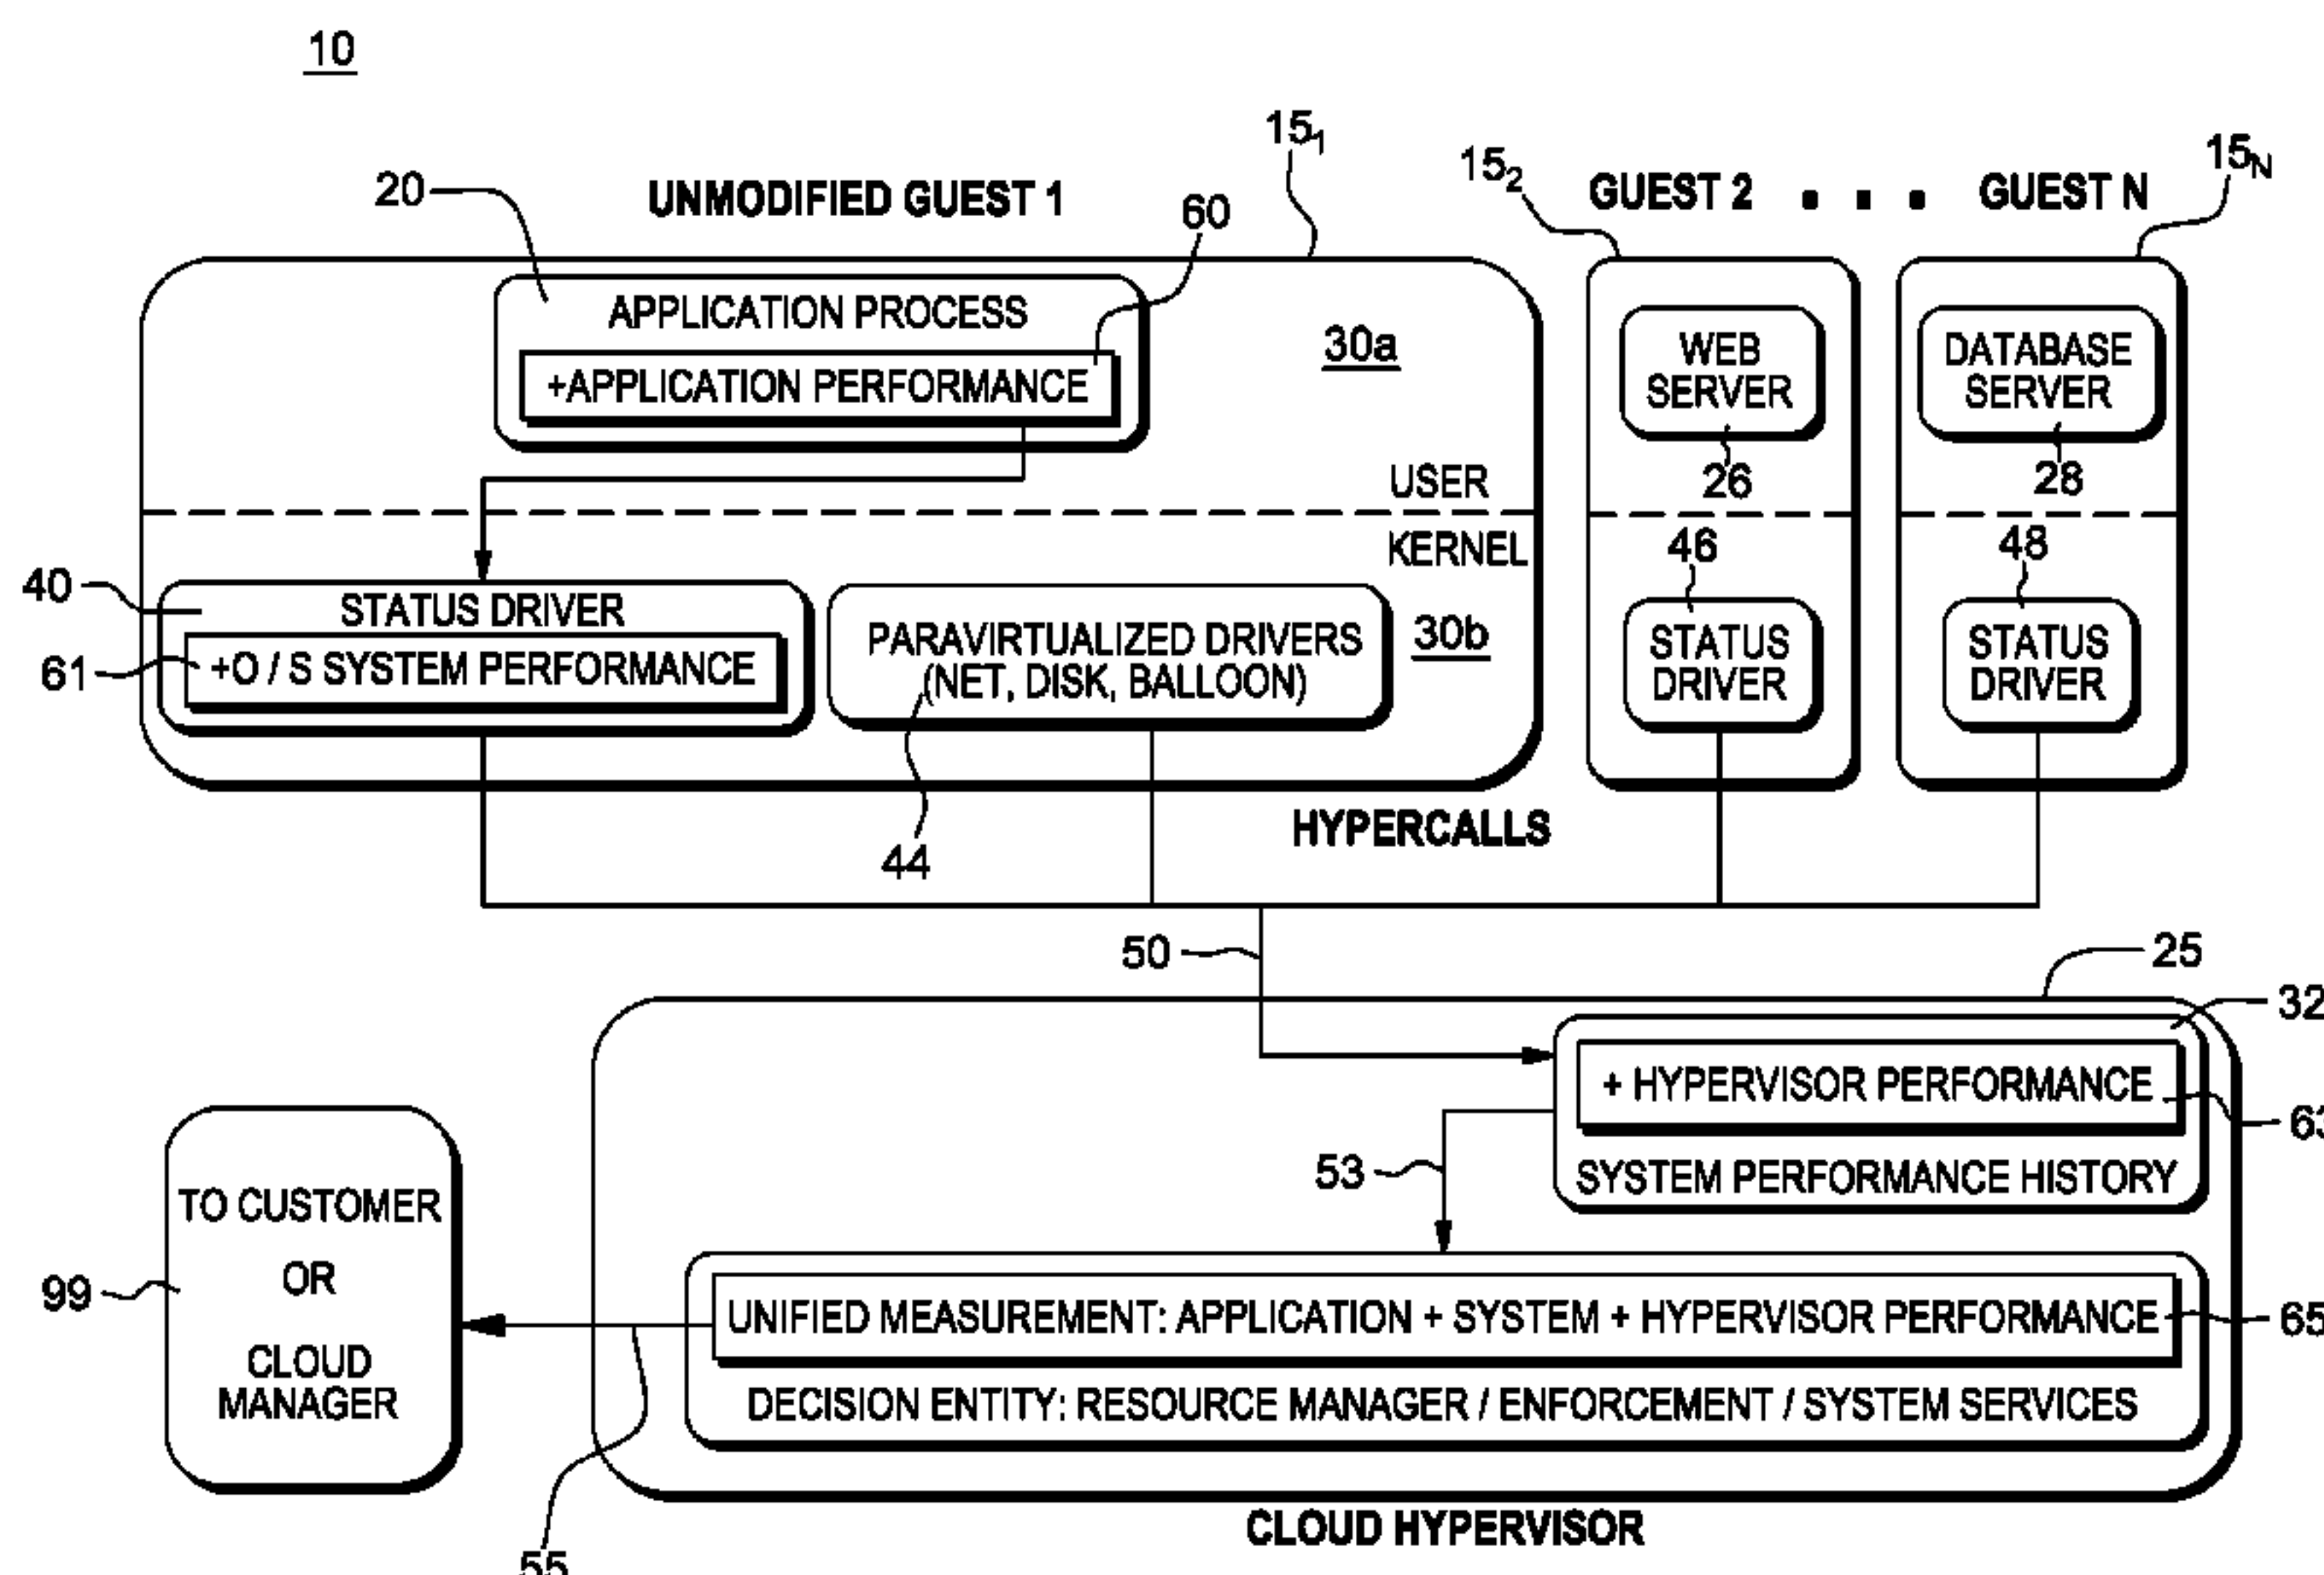 10
15₁
15₂
15N
20
UNMODIFIED GUEST 1
60
GUEST 2 . . . GUEST N
APPLICATION PROCESS
+APPLICATION PERFORMANCE
30a
WEB
SERVER
DATABASE
SERVER
26
28
USER
KERNEL
46
48
40
STATUS DRIVER
+O / S SYSTEM PERFORMANCE
61
PARAVIRTUALIZED DRIVERS
(NET, DISK, BALLOON)
30b
STATUS
DRIVER
STATUS
DRIVER
44
HYPERCALLS
50
25
32
+ HYPERVISOR PERFORMANCE
63
SYSTEM PERFORMANCE HISTORY
53
TO CUSTOMER
OR
CLOUD
MANAGER
99
UNIFIED MEASUREMENT: APPLICATION + SYSTEM + HYPERVISOR PERFORMANCE
65
DECISION ENTITY: RESOURCE MANAGER / ENFORCEMENT / SYSTEM SERVICES
CLOUD HYPERVISOR
55